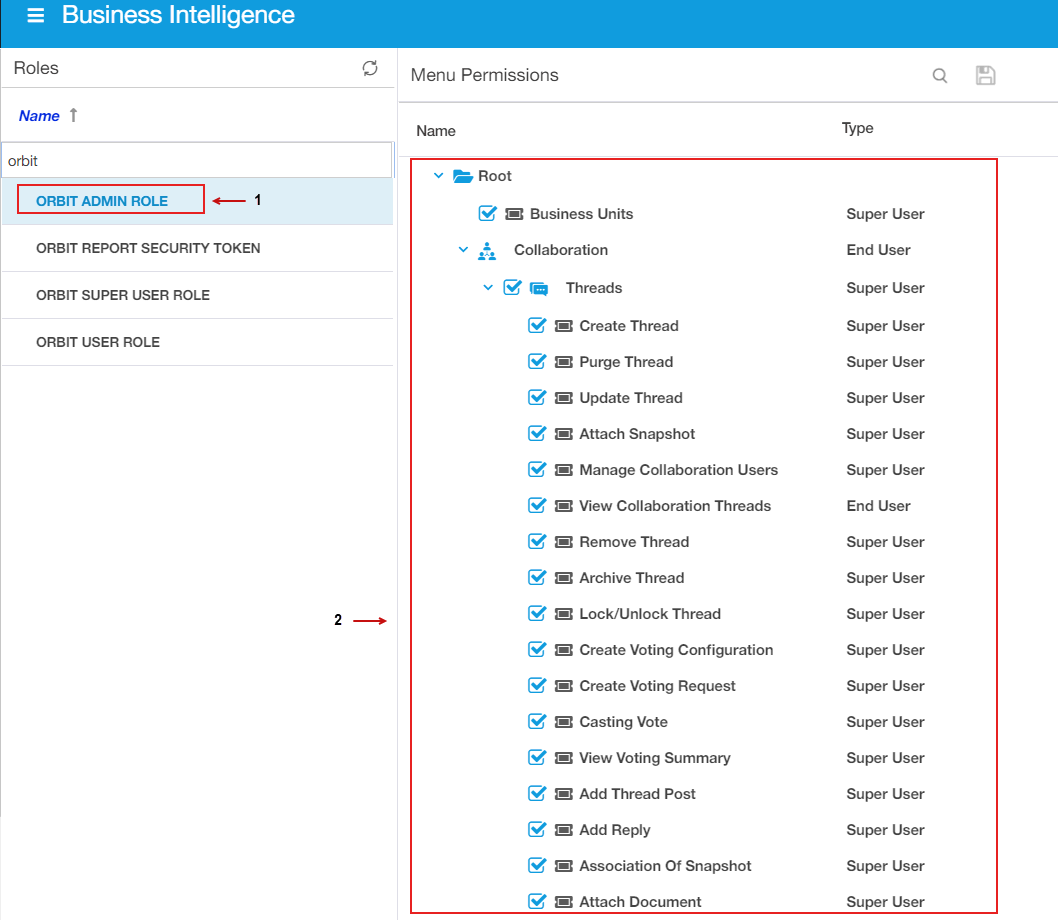 Business Intelligence
Roles
Name
orbit
ORBIT ADMIN ROLE
1
ORBIT REPORT SECURITY TOKEN
ORBIT SUPER USER ROLE
ORBIT USER ROLE
2
Menu Permissions
Name Type
Root
Business Units Super User
Collaboration End User
Threads Super User
Create Thread Super User
Purge Thread Super User
Update Thread Super User
Attach Snapshot Super User
Manage Collaboration Users Super User
View Collaboration Threads End User
Remove Thread Super User
Archive Thread Super User
Lock/Unlock Thread Super User
Create Voting Configuration Super User
Create Voting Request Super User
Casting Vote Super User
View Voting Summary Super User
Add Thread Post Super User
Add Reply Super User
Association Of Snapshot Super User
Attach Document Super User